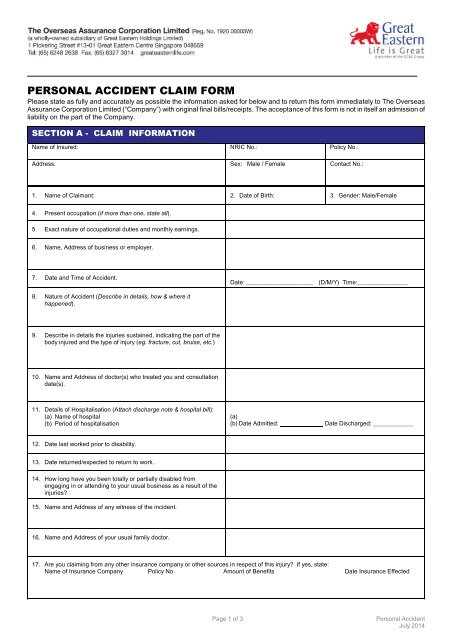 The Overseas Assurance Corporation Limited (Reg. No. 1920 00003W)
(a wholly-owned subsidiary of Great Eastern Holdings Limited)
1 Pickering Street #13-01 Great Eastern Centre Singapore 048659
Tel: (65) 6248 2638 Fax: (65) 6327 3014 greateasternlife.com
Great
Eastern
Life is Great
A member of the OCBC Group
PERSONAL ACCIDENT CLAIM FORM
Please state as fully and accurately as possible the information asked for below and to return this form immediately to The Overseas
Assurance Corporation Limited ("Company") with original final bills/receipts. The acceptance of this form is not in itself an admission of
liability on the part of the Company.
SECTION A - CLAIM INFORMATION
Name of Insured: NRIC No.: Policy No.:
Address: Sex: Male / Female Contact No.:
1. Name of Claimant: 2. Date of Birth: 3. Gender: Male/Female
4. Present occupation (if more than one, state all).
5. Exact nature of occupational duties and monthly earnings.
6. Name, Address of business or employer.
7. Date and Time of Accident.
Date: ____________________ (D/M/Y) Time:_______________
8. Nature of Accident (Describe in details, how & where it
happened).
9. Describe in details the injuries sustained, indicating the part of the
body injured and the type of injury (eg. fracture, cut, bruise, etc.)
10. Name and Address of doctor(s) who treated you and consultation
date(s).
11. Details of Hospitalisation (Attach discharge note & hospital bill):
(a) Name of hospital (a)
(b) Period of hospitalisation (b) Date Admitted: ____________ Date Discharged: ____________
12. Date last worked prior to disability.
13. Date returned/expected to return to work.
14. How long have you been totally or partially disabled from
engaging in or attending to your usual business as a result of the
injuries?
15. Name and Address of any witness of the incident.
16. Name and Address of your usual family doctor.
17. Are you claiming from any other insurance company or other sources in respect of this injury? If yes, state:
Name of Insurance Company Policy No. Amount of Benefits Date Insurance Effected
Page 1 of 3 Personal Accident
July 2014